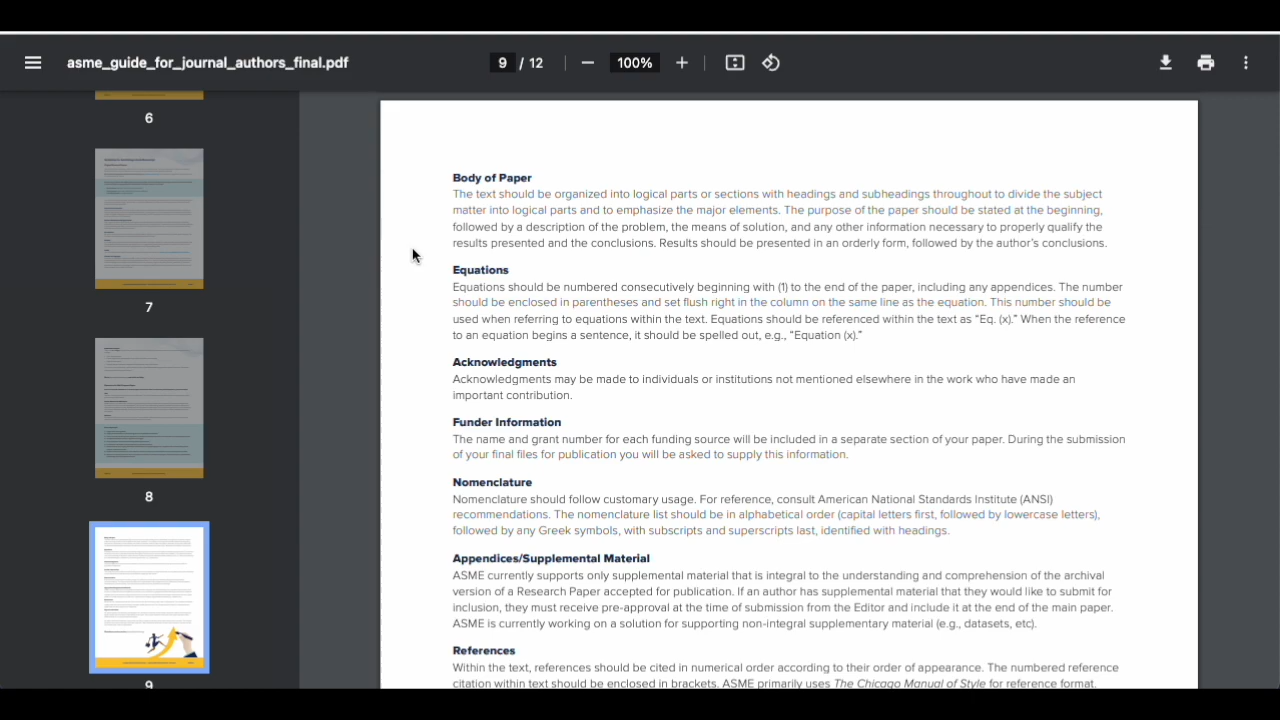 asme_guide_for_journal_authors_final.pdf
9 / 12
100%
6
7
8
9
Body of Paper
The text should be organized into logical parts or sections with headings and subheadings throughout to divide the subject
matter into logical parts and to emphasize the major elements. The purpose of the paper should be stated at the beginning,
followed by a description of the problem, the means of solution, and any other information necessary to properly qualify the
results presented and the conclusions. Results should be presented in an orderly form, followed by the author's conclusions.
Equations
Equations should be numbered consecutively beginning with (1) to the end of the paper, including any appendices. The number
should be enclosed in parentheses and set flush right in the column on the same line as the equation. This number should be
used when referring to equations within the text. Equations should be referenced within the text as "Eq. (x)." When the reference
to an equation begins a sentence, it should be spelled out, e.g., "Equation (x)."
Acknowledgments
Acknowledgments may be made to individuals or institutions not mentioned elsewhere in the work who have made an
important contribution.
Funder Information
The name and grant number for each funding source will be included in a separate section of your paper. During the submission
of your final files for publication you will be asked to supply this information.
Nomenclature
Nomenclature should follow customary usage. For reference, consult American National Standards Institute (ANSI)
recommendations. The nomenclature list should be in alphabetical order (capital letters first, followed by lowercase letters),
followed by any Greek symbols, with subscripts and superscripts last, identified with headings.
Appendices/Supplemental Material
ASME currently supports only supplemental material that is integral to the understanding and comprehension of the archival
version of a Research Paper accepted for publication. If an author has supplemental material that they would like to submit for
inclusion, they must receive pre-approval at the time of submission from the Editor and include it at the end of the main paper.
ASME is currently working on a solution for supporting non-integral supplementary material (e.g., datasets, etc).
References
Within the text, references should be cited in numerical order according to their order of appearance. The numbered reference
citation within text should be enclosed in brackets. ASME primarily uses The Chicago Manual of Style for reference format.